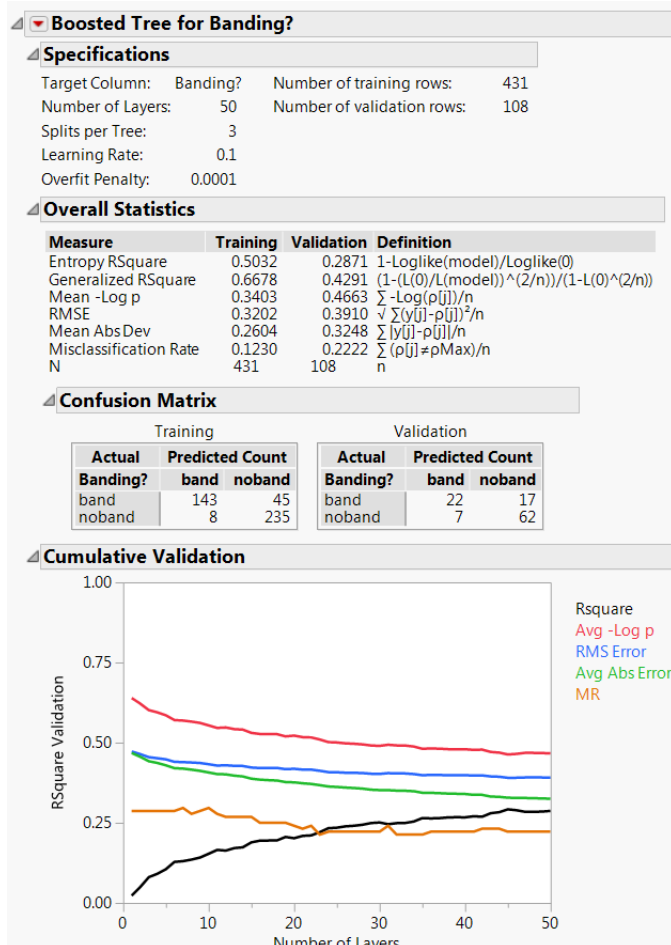 Boosted Tree for Banding?
Specifications
Target Column: Banding? Number of training rows: 431
Number of Layers: 50 Number of validation rows: 108
Splits per Tree: 3
Learning Rate: 0.1
Overfit Penalty: 0.0001
Overall Statistics
Measure Training Validation Definition
Entropy RSquare 0.5032 0.2871 1-Loglike(model)/Loglike(0)
Generalized RSquare 0.6678 0.4291 (1-(L(0)/L(model))^(2/n))/(1-L(0)^(2/n))
Mean -Log p 0.3403 0.4663 ∑ -Log(ρ[j])/n
RMSE 0.3202 0.3910 √ ∑(y[j]-ρ[j])²/n
Mean Abs Dev 0.2604 0.3248 ∑ |y[j]-ρ[j]|/n
Misclassification Rate 0.1230 0.2222 ∑ (ρ[j]≠ρMax)/n
N 431 108 n
Confusion Matrix
Training Validation
Actual Predicted Count Actual Predicted Count
Banding? band noband Banding? band noband
band 143 45 band 22 17
noband 8 235 noband 7 62
Cumulative Validation
1.00
0.75
0.50
0.25
0.00
RSquare Validation
Rsquare
Avg -Log p
RMS Error
Avg Abs Error
MR
0 10 20 30 40 50
Number of Layers